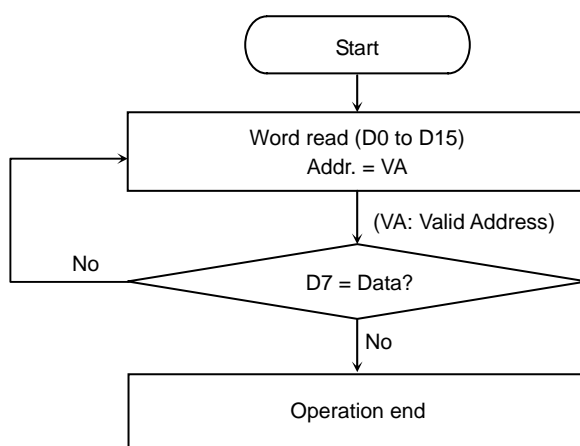 Start
Word read (D0 to D15)
Addr. = VA
(VA: Valid Address)
No
D7 = Data?
No
Operation end